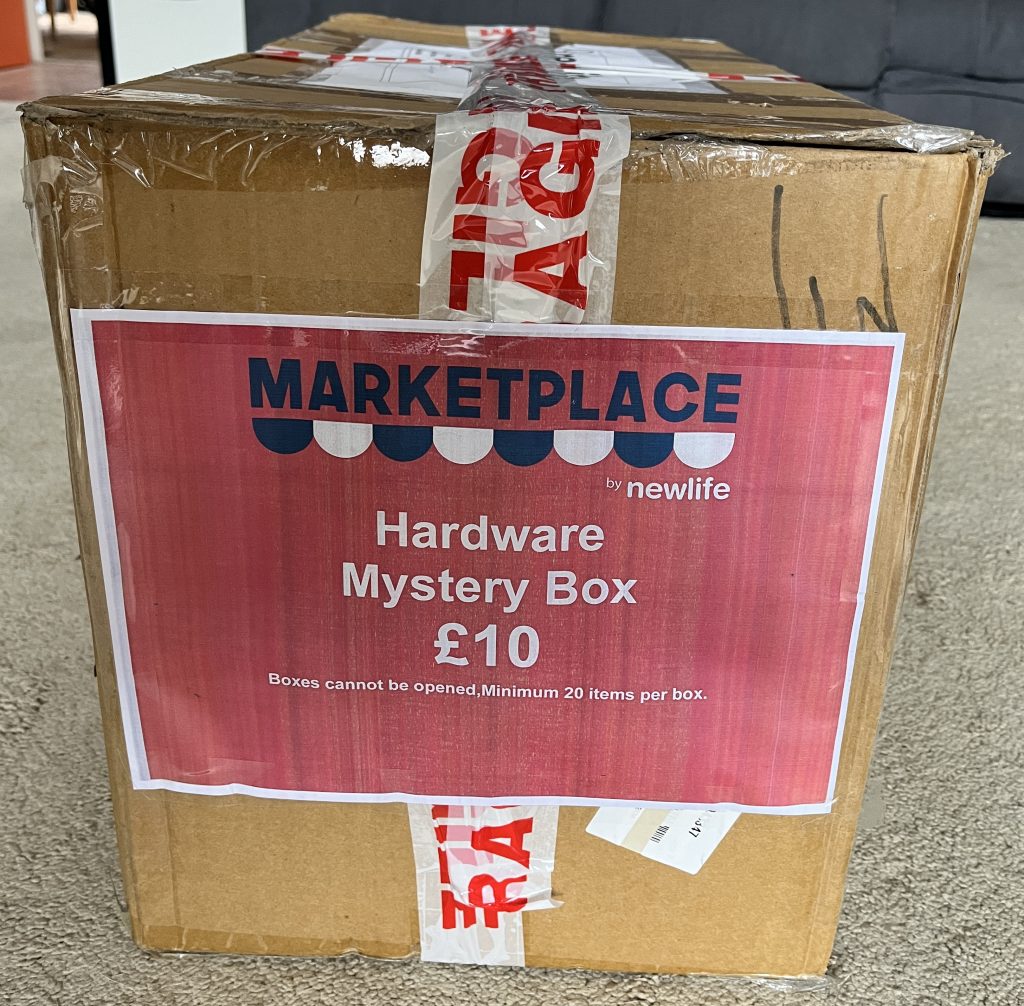 MARKETPLACE
by newlife
Hardware
Mystery Box
£10
Boxes cannot be opened,Minimum 20 items per box.